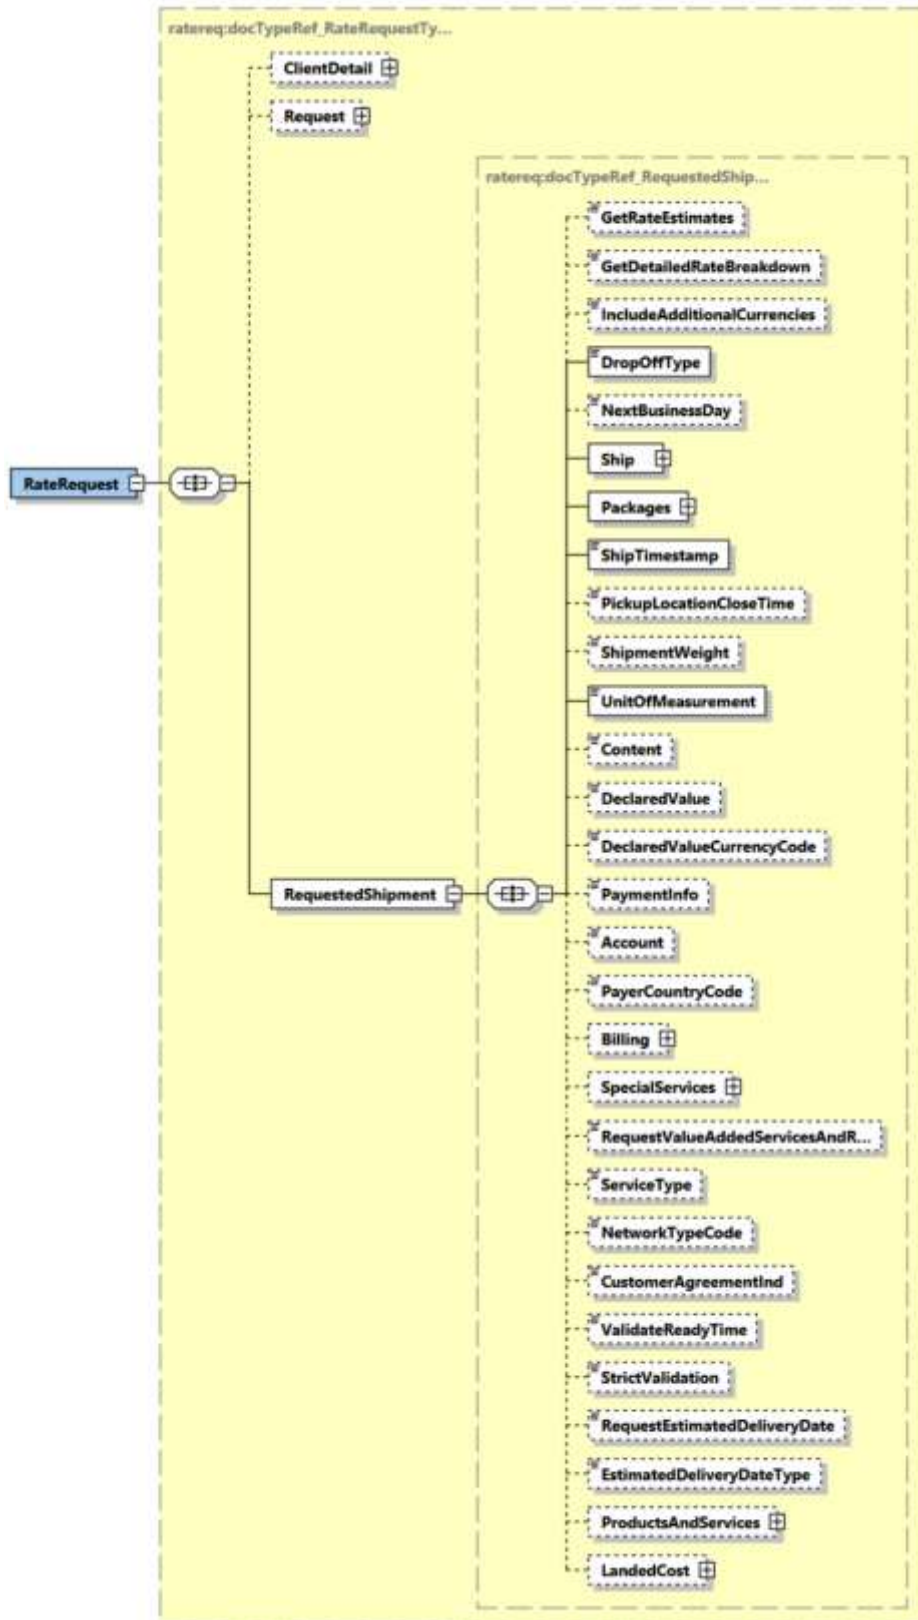 ratereq:docTypeRef_RateRequestTy...
ClientDetail
Request
ratereq:docTypeRef_RequestedShip...
GetRateEstimates
GetDetailedRateBreakdown
IncludeAdditionalCurrencies
DropOffType
NextBusinessDay
Ship
RateRequest
Packages
ShipTimestamp
PickupLocationCloseTime
ShipmentWeight
UnitOfMeasurement
Content
DeclaredValue
DeclaredValueCurrencyCode
RequestedShipment
PaymentInfo
Account
PayerCountryCode
Billing
SpecialServices
RequestValueAddedServicesAndR...
ServiceType
NetworkTypeCode
CustomerAgreementInd
ValidateReadyTime
StrictValidation
RequestEstimatedDeliveryDate
EstimatedDeliveryDateType
ProductsAndServices
LandedCost